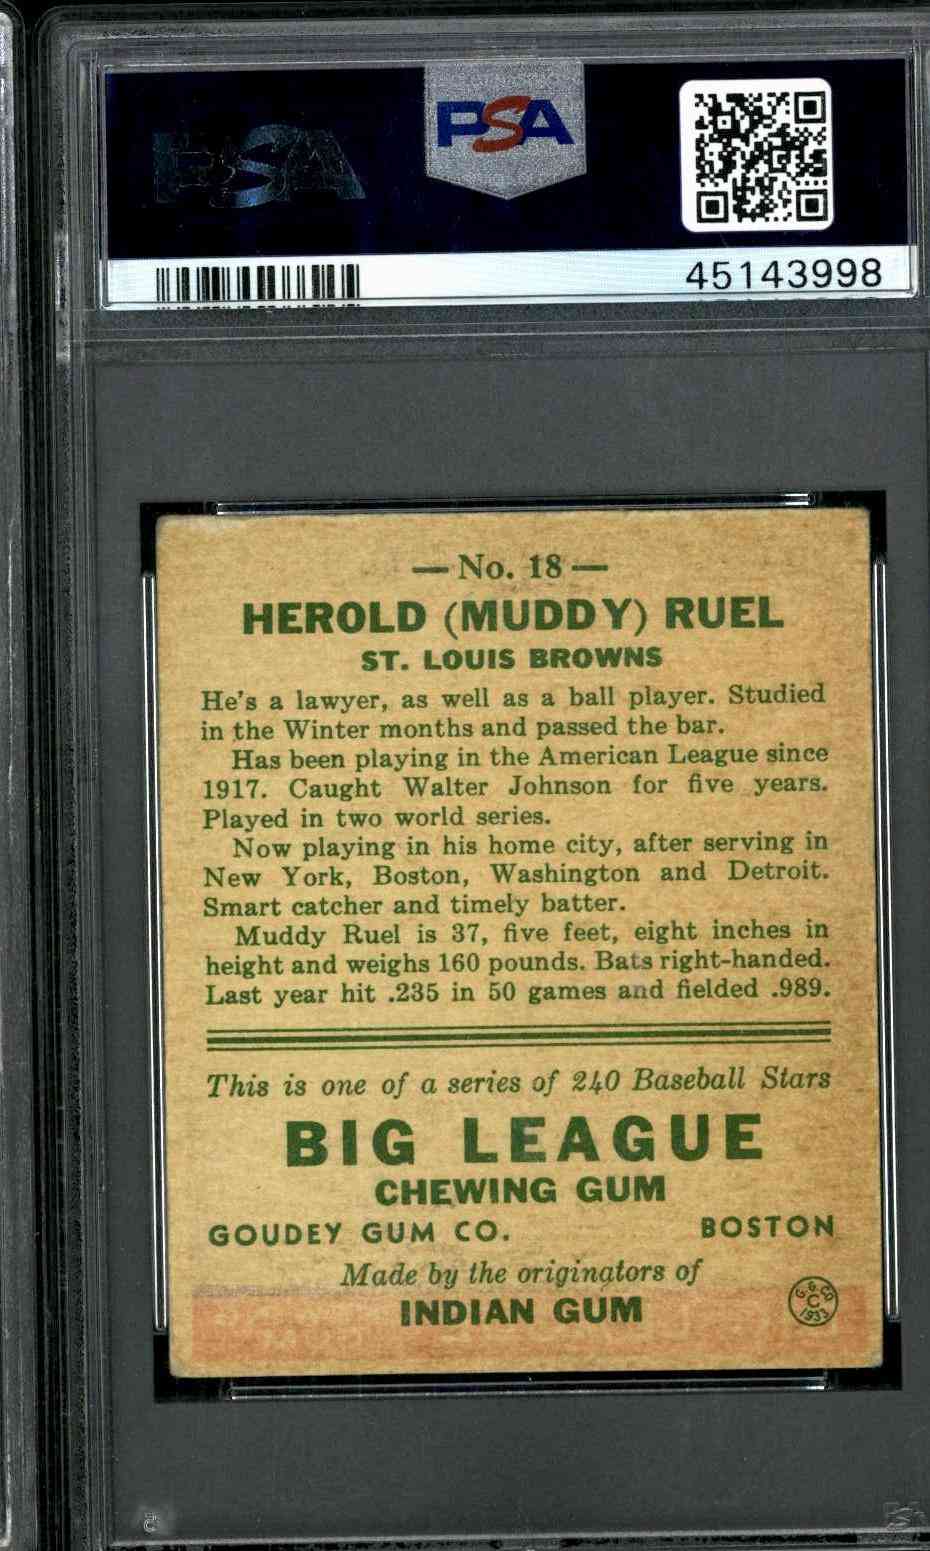 PSA
PSA
45143998
— No. 18 —
HEROLD (MUDDY) RUEL
ST. LOUIS BROWNS
He's a lawyer, as well as a ball player. Studied
in the Winter months and passed the bar.
Has been playing in the American League since
1917. Caught Walter Johnson for five years.
Played in two world series.
Now playing in his home city, after serving in
New York, Boston, Washington and Detroit.
Smart catcher and timely batter.
Muddy Ruel is 37, five feet, eight inches in
height and weighs 160 pounds. Bats right-handed.
Last year hit .235 in 50 games and fielded .989.
This is one of a series of 240 Baseball Stars
BIG LEAGUE
CHEWING GUM
GOUDEY GUM CO. BOSTON
Made by the originators of
INDIAN GUM
G. G. CO.
C
1933